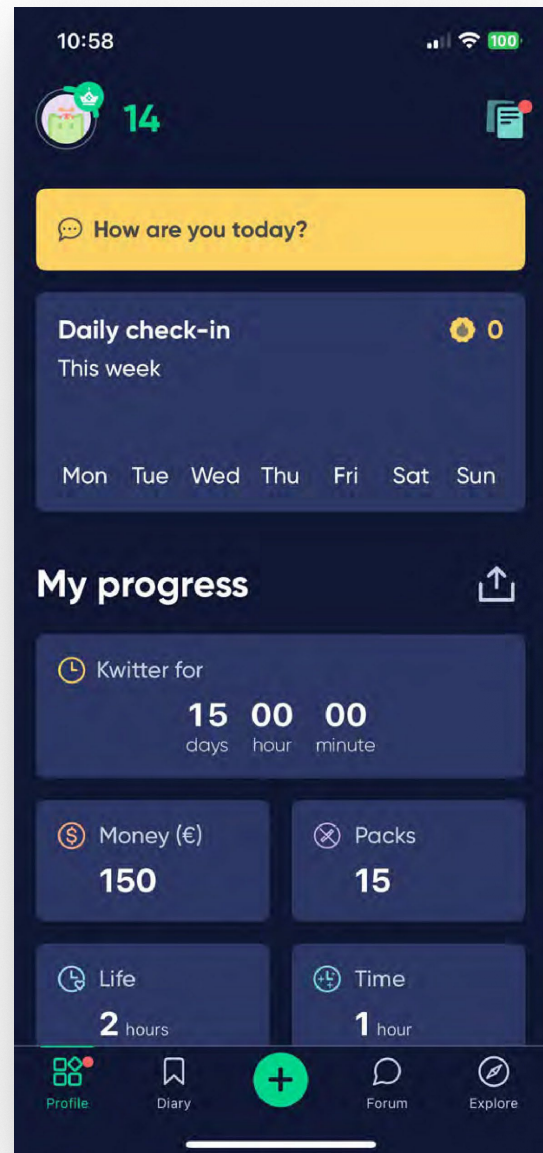 10:58
100
14
How are you today?
Daily check-in
0
This week
Mon Tue Wed Thu Fri Sat Sun
My progress
Kwitter for
15 00 00
days hour minute
$ Money (€)
Packs
150
15
Life
Time
2 hours
1 hour
Profile
Diary
Forum
Explore